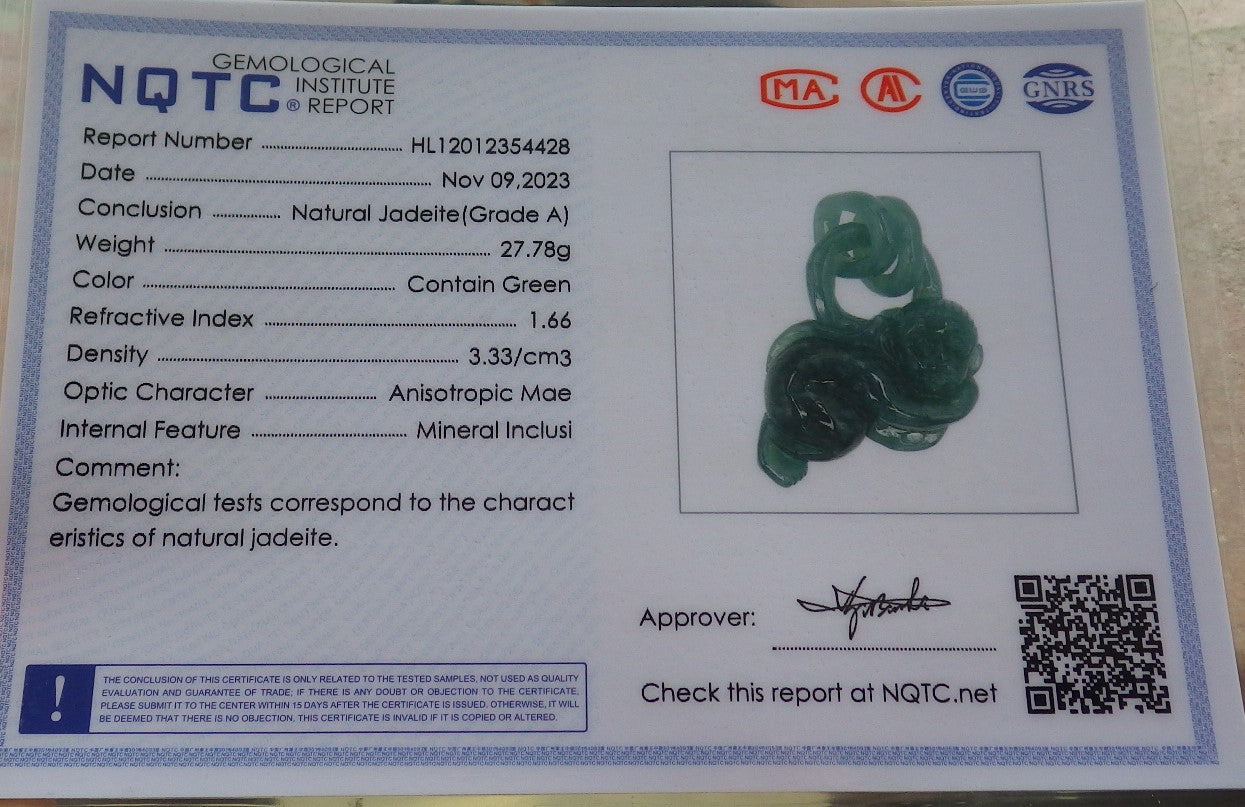 GEMOLOGICAL
NQTC INSTITUTE
® REPORT
MA
GNRS
Report Number ........ HL12012354428
Date ........ Nov 09,2023
Conclusion ........ Natural Jadeite(Grade A)
Weight ........ 27.78g
Color ........ Contain Green
Refractive Index ........ 1.66
Density ........ 3.33/cm3
Optic Character ........ Anisotropic Mae
Internal Feature ........ Mineral Inclusi
Comment:
Gemological tests correspond to the charact
eristics of natural jadeite.
Approver:
Check this report at NQTC.net
! THE CONCLUSION OF THIS CERTIFICATE IS ONLY RELATED TO THE TESTED SAMPLES, NOT USED AS QUALITY
EVALUATION AND GUARANTEE OF TRADE; IF THERE IS ANY DOUBT OR OBJECTION TO THE CERTIFICATE,
PLEASE SUBMIT IT TO THE CENTER WITHIN 15 DAYS AFTER THE CERTIFICATE IS ISSUED. OTHERWISE, IT WILL
BE DEEMED THAT THERE IS NO OBJECTION. THIS CERTIFICATE IS INVALID IF IT IS COPIED OR ALTERED.